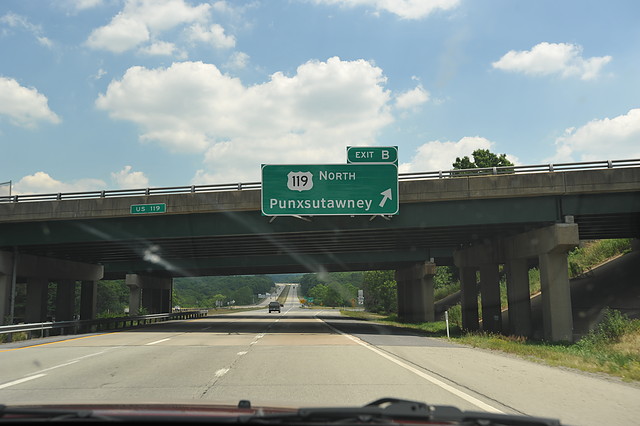 EXIT B
119 NORTH
Punxsutawney
US 119